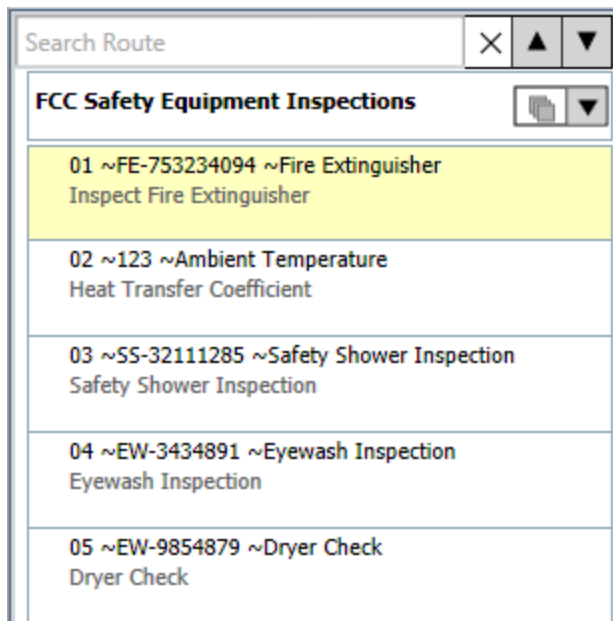 Search Route
FCC Safety Equipment Inspections
01 ~FE-753234094 ~Fire Extinguisher
Inspect Fire Extinguisher
02 ~123 ~Ambient Temperature
Heat Transfer Coefficient
03 ~SS-32111285 ~Safety Shower Inspection
Safety Shower Inspection
04 ~EW-3434891 ~Eyewash Inspection
Eyewash Inspection
05 ~EW-9854879 ~Dryer Check
Dryer Check